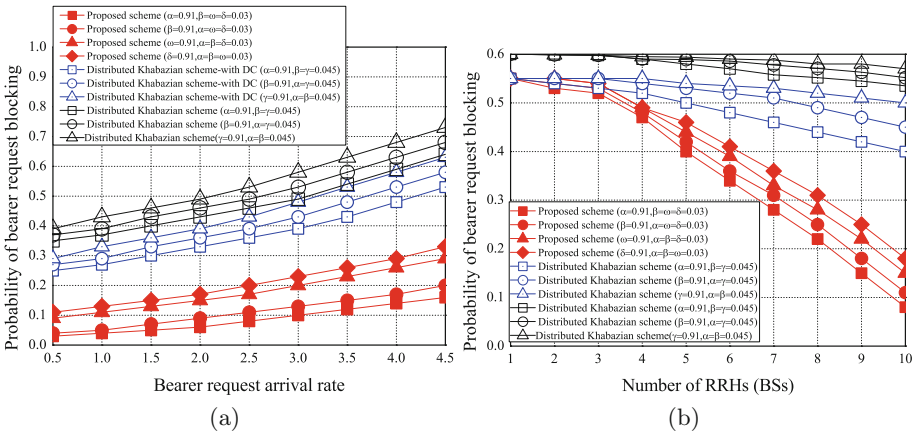 Proposed scheme (α=0.91,β=ω=δ=0.03)
Proposed scheme (β=0.91,α=ω=δ=0.03)
Proposed scheme (ω=0.91,α=β=δ=0.03)
Proposed scheme (δ=0.91,α=β=ω=0.03)
Distributed Khabazian scheme-with DC (α=0.91,β=γ=0.045)
Distributed Khabazian scheme-with DC (β=0.91,α=γ=0.045)
Distributed Khabazian scheme-with DC (γ=0.91,α=β=0.045)
Distributed Khabazian scheme (α=0.91,β=γ=0.045)
Distributed Khabazian scheme (β=0.91,α=γ=0.045)
Distributed Khabazian scheme(γ=0.91,α=β=0.045)
Probability of bearer request blocking
1.0
0.9
0.8
0.7
0.6
0.5
0.4
0.3
0.2
0.1
0.0
0.5 1.0 1.5 2.0 2.5 3.0 3.5 4.0 4.5
Bearer request arrival rate
(a)
Probability of bearer request blocking
0.6
0.5
0.4
0.3
0.2
0.1
0.0
Proposed scheme (α=0.91,β=ω=δ=0.03)
Proposed scheme (β=0.91,α=ω=δ=0.03)
Proposed scheme (ω=0.91,α=β=δ=0.03)
Proposed scheme (δ=0.91,α=β=ω=0.03)
Distributed Khabazian scheme (α=0.91,β=γ=0.045)
Distributed Khabazian scheme (β=0.91,α=γ=0.045)
Distributed Khabazian scheme (γ=0.91,α=β=0.045)
Distributed Khabazian scheme (α=0.91,β=γ=0.045)
Distributed Khabazian scheme (β=0.91,α=γ=0.045)
Distributed Khabazian scheme(γ=0.91,α=β=0.045)
1 2 3 4 5 6 7 8 9 10
Number of RRHs (BSs)
(b)